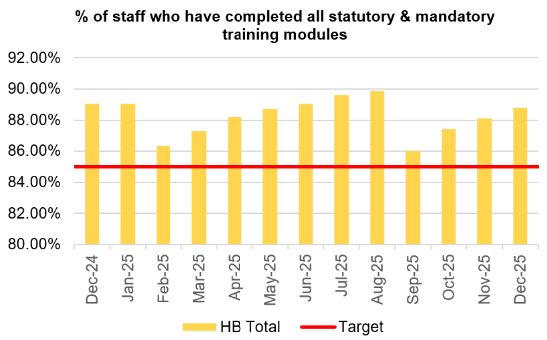 % of staff who have completed all statutory & mandatory
training modules
92.00%
90.00%
88.00%
86.00%
84.00%
82.00%
80.00%
Dec-24
Jan-25
Feb-25
Mar-25
Apr-25
May-25
Jun-25
Jul-25
Aug-25
Sep-25
Oct-25
Nov-25
Dec-25
HB Total
Target